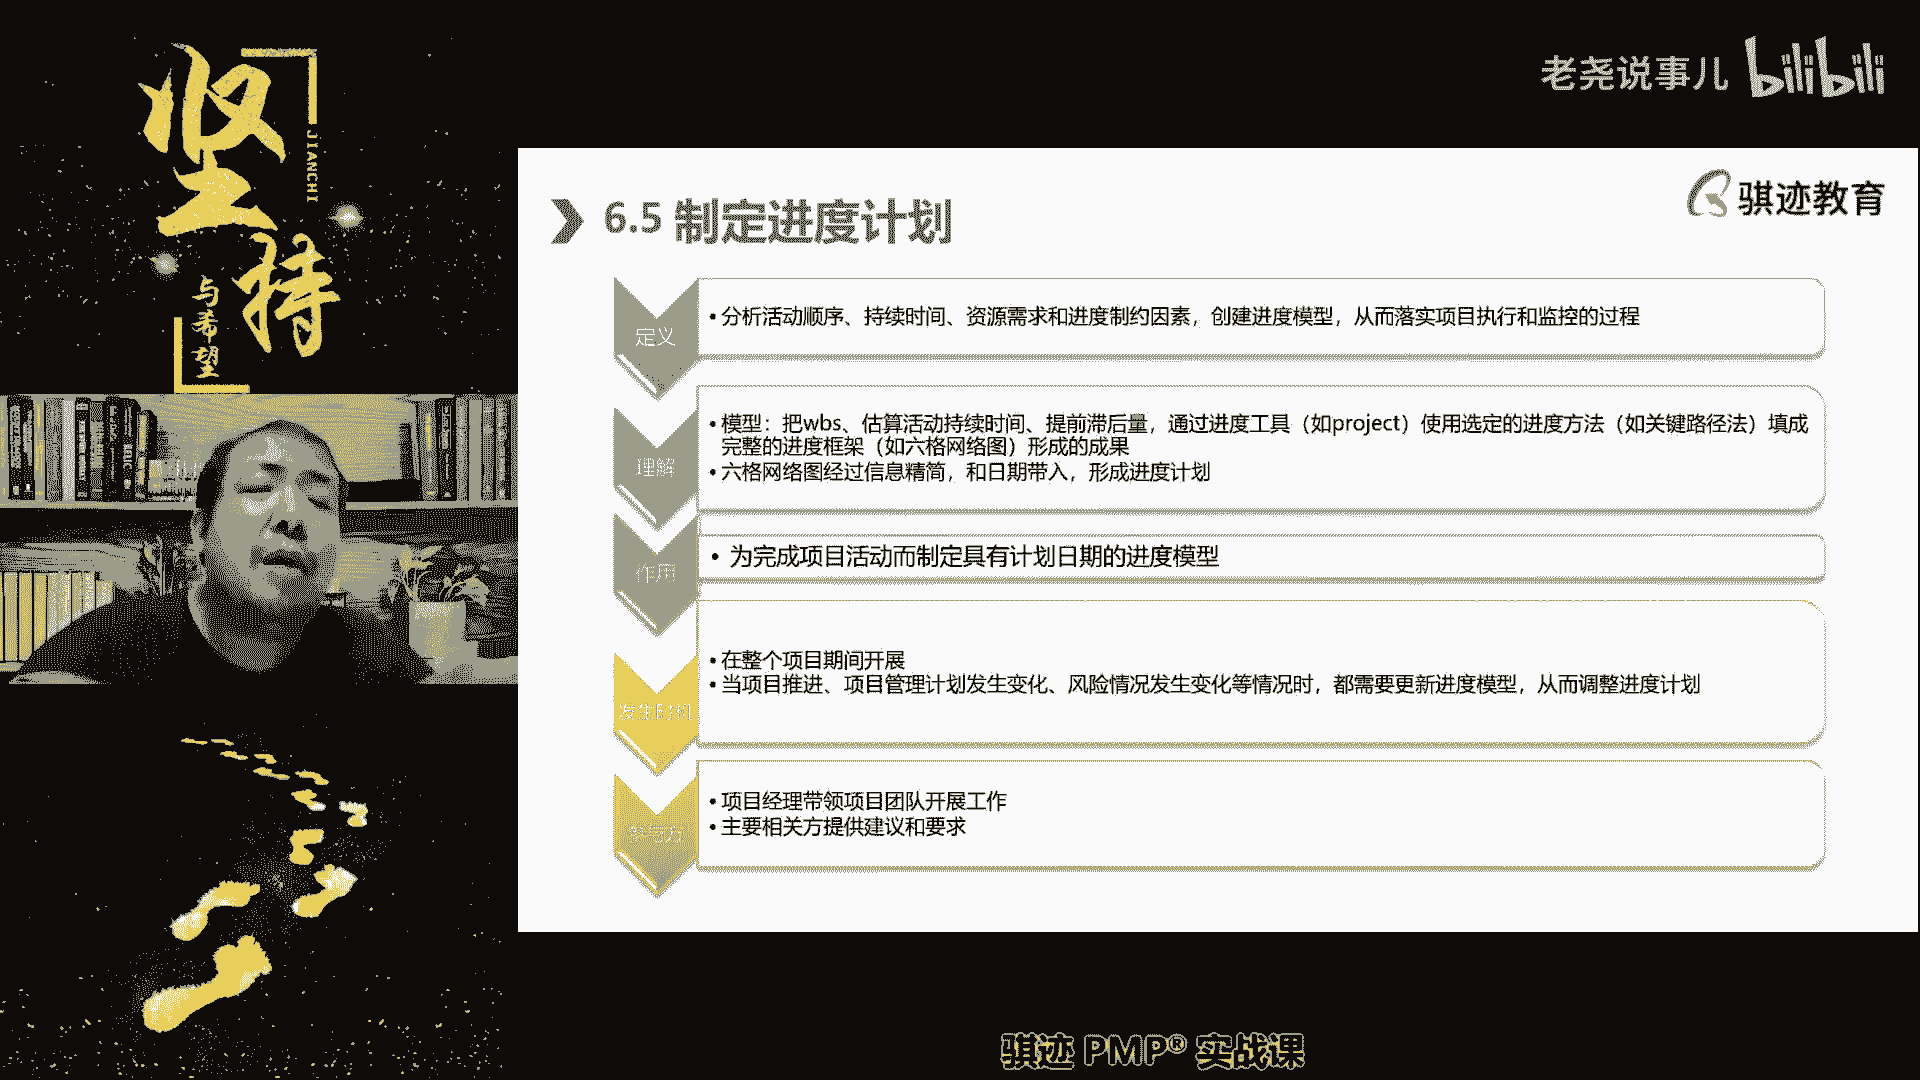 坚持
JIANCHI
与希望
老尧说事儿 bilibili
骐迹教育
6.5 制定进度计划
定义
• 分析活动顺序、持续时间、资源需求和进度制约因素，创建进度模型，从而落实项目执行和监控的过程
理解
• 模型：把wbs、估算活动持续时间、提前滞后量，通过进度工具（如project）使用选定的进度方法（如关键路径法）填成
完整的进度框架（如六格网络图）形成的成果
• 六格网络图经过信息精简，和日期带入，形成进度计划
作用
• 为完成项目活动而制定具有计划日期的进度模型
发生时机
• 在整个项目期间开展
• 当项目推进、项目管理计划发生变化、风险情况发生变化等情况时，都需要更新进度模型，从而调整进度计划
参与方
• 项目经理带领项目团队开展工作
• 主要相关方提供建议和要求
骐迹 PMP® 实战课